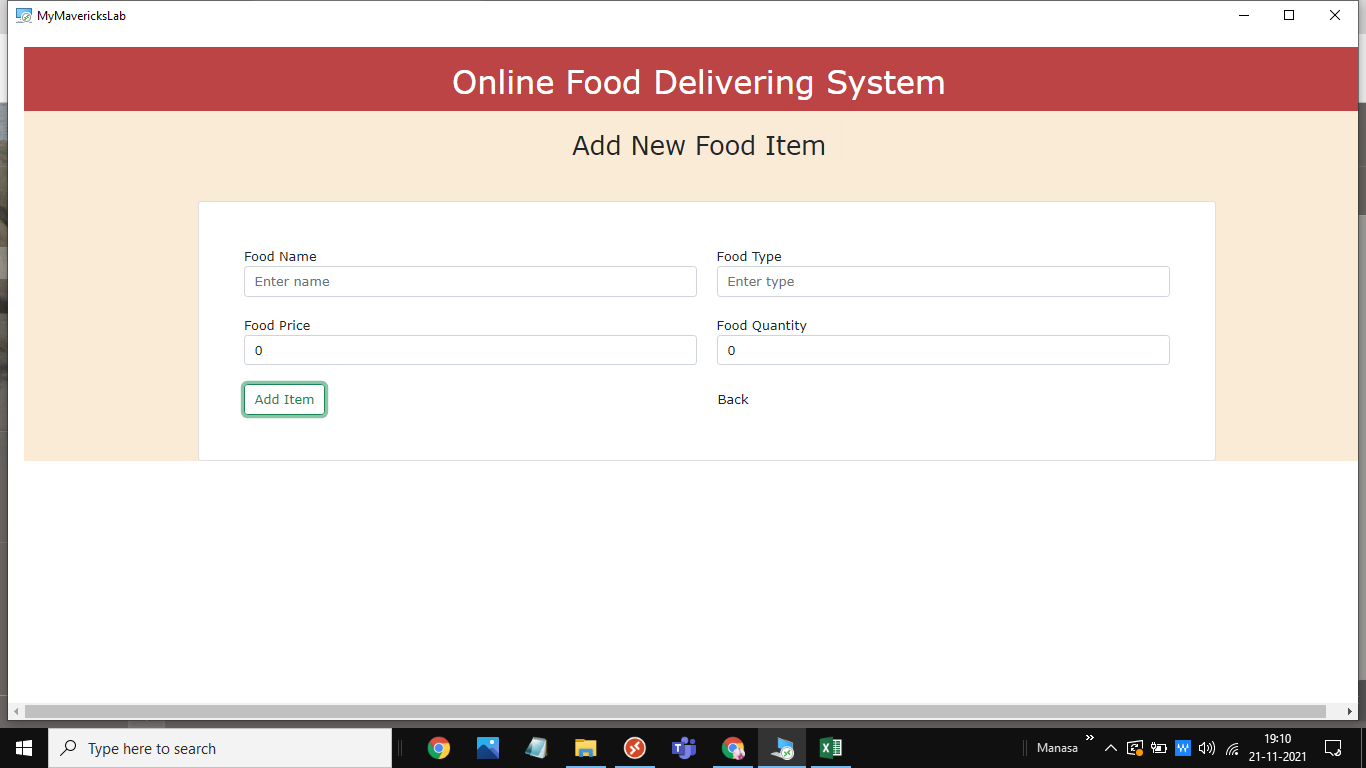 MyMavericksLab
Online Food Delivering System
Add New Food Item
Food Name
Food Type
Enter name
Enter type
Food Price
Food Quantity
0
0
Add Item
Back
Type here to search
Manasa
19:10
21-11-2021